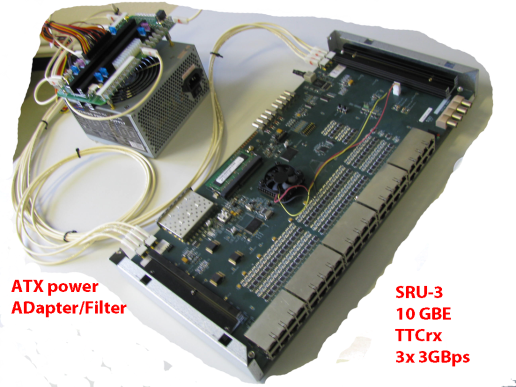 ATX power
ADapter/Filter
SRU-3
10 GBE
TTCrx
3x 3GBps